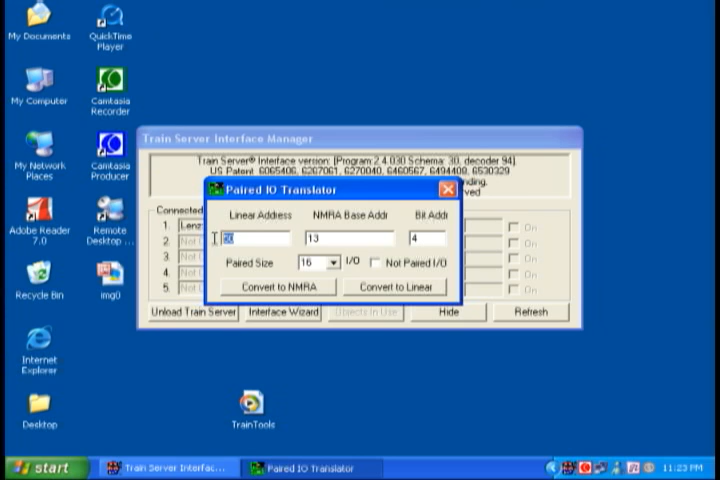 My Documents
QuickTime
Player
My Computer
Camtasia
Recorder
My Network
Places
Camtasia
Producer
Adobe Reader
7.0
Remote
Desktop ...
Recycle Bin
img0
Internet
Explorer
Desktop
TrainTools
Train Server Interface Manager
Train Server® Interface version: [Program 2.4.030 Schema: 30, decoder 94]
US Patent 6065406, 6267061, 6270040, 6460567, 6494408, 6530329
nding.
ved
Connected
1. Lenz
2. Not
3. Not
4. Not
5. Not
On
On
On
On
On
Paired IO Translator
Linear Address
NMRA Base Addr
Bit Addr
13
4
Paired Size
16
I/O
Not Paired I/O
Convert to NMRA
Convert to Linear
Unload Train Server
Interface Wizard
Objects In Use
Hide
Refresh
start
Train Server Interfac...
Paired IO Translator
11:23 PM